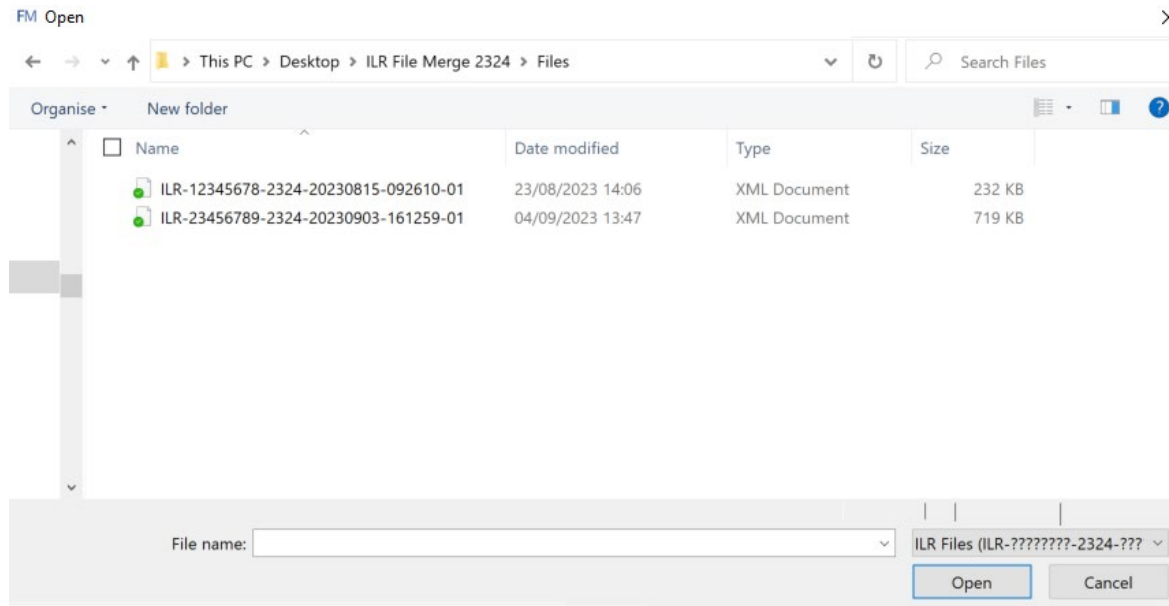 FM Open
This PC > Desktop > ILR File Merge 2324 > Files
Search Files
Organise
New folder
Name Date modified Type Size
ILR-12345678-2324-20230815-092610-01 23/08/2023 14:06 XML Document 232 KB
ILR-23456789-2324-20230903-161259-01 04/09/2023 13:47 XML Document 719 KB
File name:
ILR Files (ILR-????????-2324-???
Open Cancel